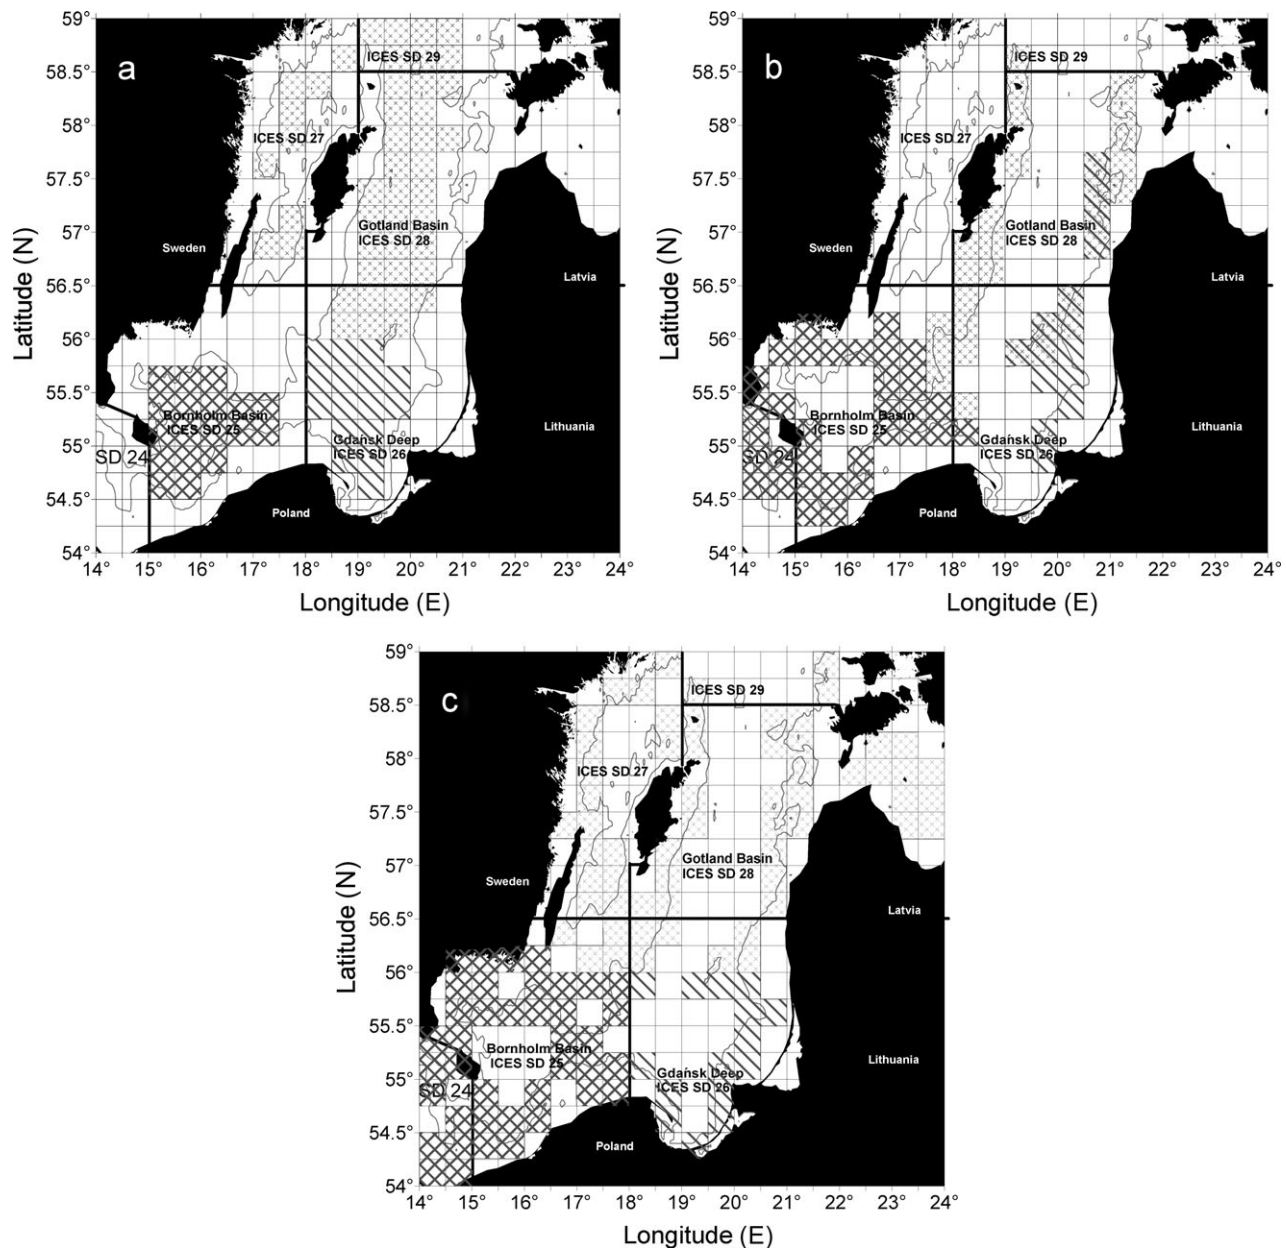 a
59°
58.5°
58°
57.5°
57°
56.5°
56°
55.5°
55°
54.5°
54°
Latitude (N)
ICES SD 29
ICES SD 27
Gotland Basin
ICES SD 28
Sweden
Latvia
Bornholm Basin
ICES SD 25
Lithuania
SD 24
Gdańsk Deep
ICES SD 26
Poland
14 15° 16° 17° 18° 19° 20° 21° 22° 23° 24°
Longitude (E)
b
59°
58.5°
58°
57.5°
57°
56.5°
56°
55.5°
55°
54.5°
54°
Latitude (N)
ICES SD 29
ICES SD 27
Gotland Basin
ICES SD 28
Sweden
Latvia
Bornholm Basin
ICES SD 25
Lithuania
SD 24
Gdańsk Deep
ICES SD 26
Poland
14° 15° 16° 17° 18° 19° 20° 21° 22° 23° 24°
Longitude (E)
c
59°
58.5°
58°
57.5°
57°
56.5°
56°
55.5°
55°
54.5°
54°
Latitude (N)
ICES SD 29
ICES SD 27
Gotland Basin
ICES SD 28
Sweden
Latvia
Bornholm Basin
ICES SD 25
Lithuania
SD 24
Gdańsk Deep
ICES SD 26
Poland
14° 15° 16° 17° 18° 19° 20° 21° 22° 23° 24°
Longitude (E)